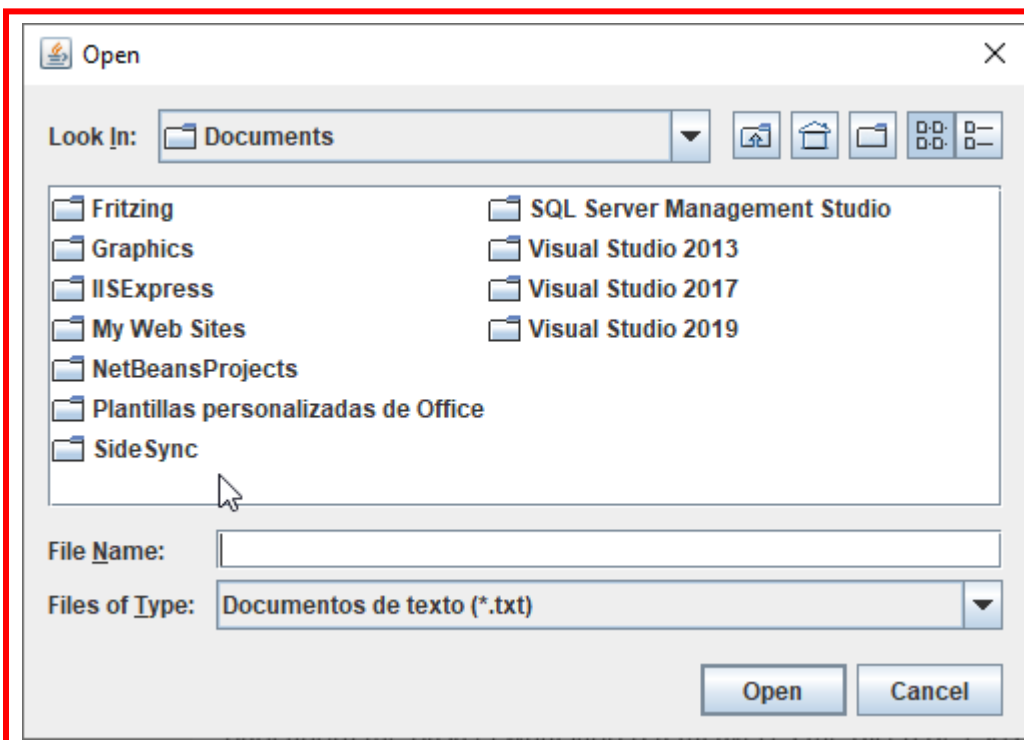 Open
Look In: Documents
Fritzing
Graphics
IISExpress
My Web Sites
NetBeansProjects
Plantillas personalizadas de Office
SideSync
SQL Server Management Studio
Visual Studio 2013
Visual Studio 2017
Visual Studio 2019
File Name:
Files of Type: Documentos de texto (*.txt)
Open Cancel